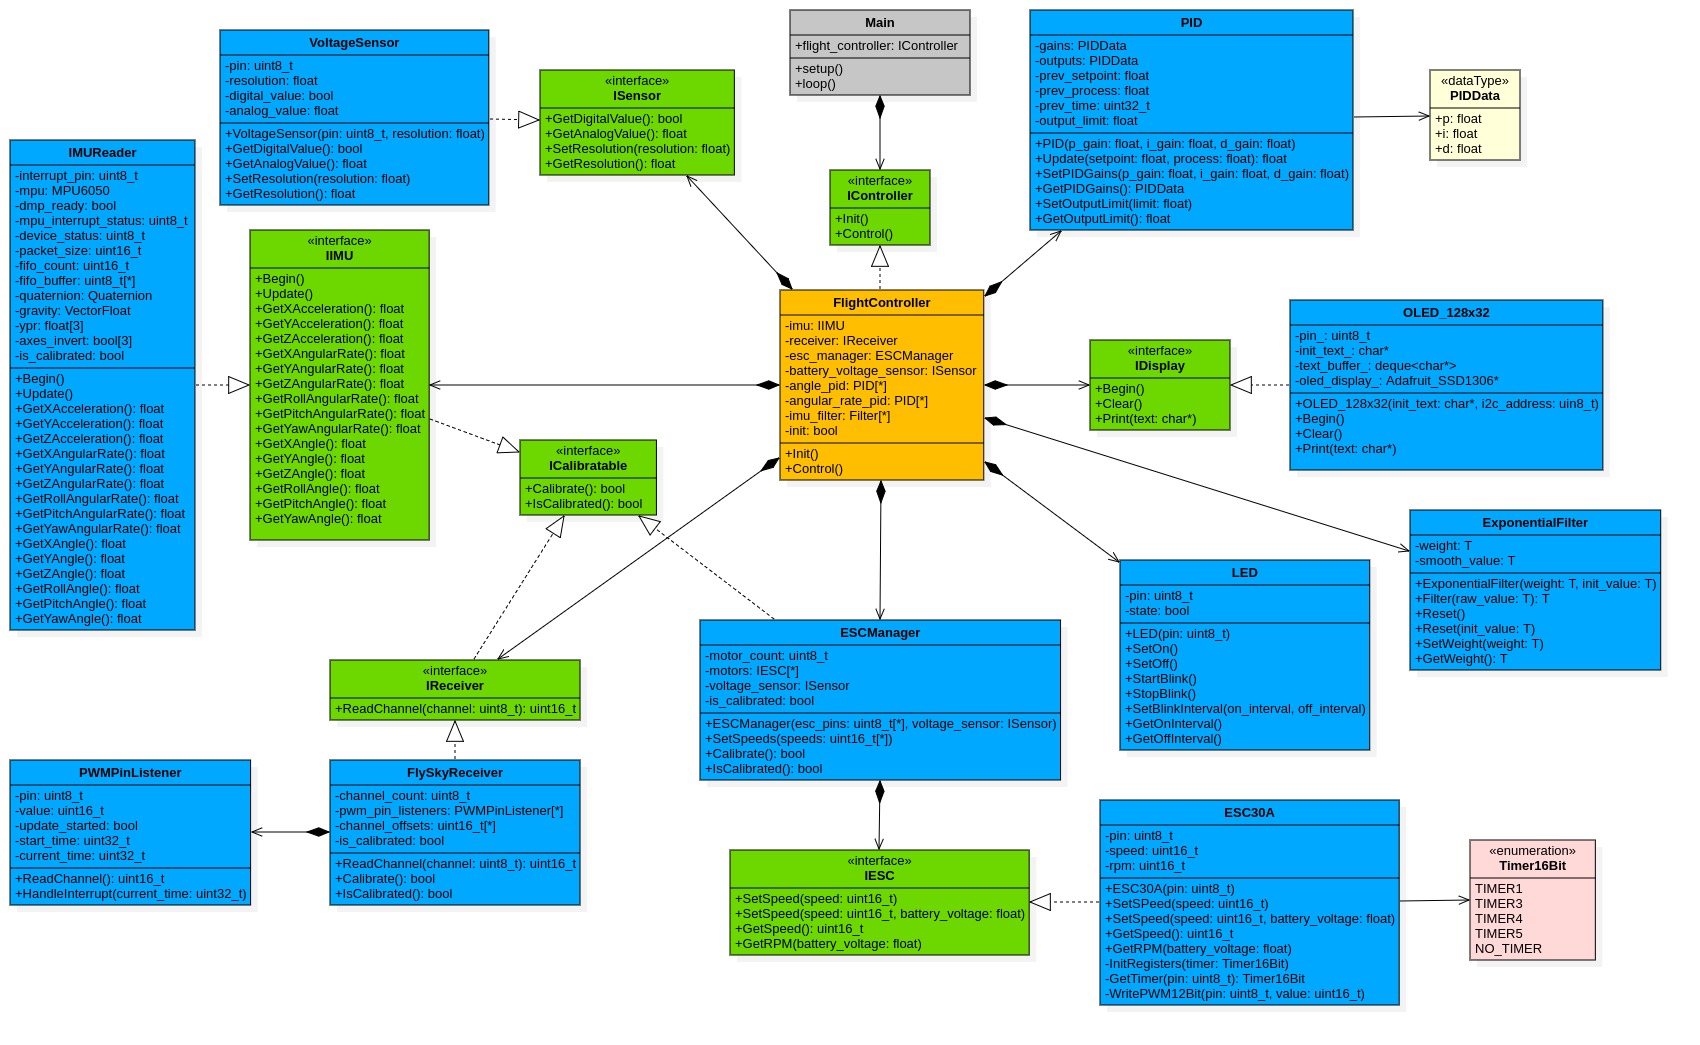 VoltageSensor
-pin: uint8_t
-resolution: float
-digital_value: bool
-analog_value: float
+VoltageSensor(pin: uint8_t, resolution: float)
+GetDigitalValue(): bool
+GetAnalogValue(): float
+SetResolution(resolution: float)
+GetResolution(): float
«interface»
ISensor
+GetDigitalValue(): bool
+GetAnalogValue(): float
+SetResolution(resolution: float)
+GetResolution(): float
Main
+flight_controller: IController
+setup()
+loop()
PID
-gains: PIDData
-outputs: PIDData
-prev_setpoint: float
-prev_process: float
-prev_time: uint32_t
-output_limit: float
+PID(p_gain: float, i_gain: float, d_gain: float)
+Update(setpoint: float, process: float): float
+SetPIDGains(p_gain: float, i_gain: float, d_gain: float)
+GetPIDGains(): PIDData
+SetOutputLimit(limit: float)
+GetOutputLimit(): float
«dataType»
PIDData
+p: float
+i: float
+d: float
IMUReader
-interrupt_pin: uint8_t
-mpu: MPU6050
-dmp_ready: bool
-mpu_interrupt_status: uint8_t
-device_status: uint8_t
-packet_size: uint16_t
-fifo_count: uint16_t
-fifo_buffer: uint8_t[*]
-quaternion: Quaternion
-gravity: VectorFloat
-ypr: float[3]
-axes_invert: bool[3]
-is_calibrated: bool
+Begin()
+Update()
+GetXAcceleration(): float
+GetYAcceleration(): float
+GetZAcceleration(): float
+GetXAngularRate(): float
+GetYAngularRate(): float
+GetZAngularRate(): float
+GetRollAngularRate(): float
+GetPitchAngularRate(): float
+GetYawAngularRate(): float
+GetXAngle(): float
+GetYAngle(): float
+GetZAngle(): float
+GetRollAngle(): float
+GetPitchAngle(): float
+GetYawAngle(): float
«interface»
IIMU
+Begin()
+Update()
+GetXAcceleration(): float
+GetYAcceleration(): float
+GetZAcceleration(): float
+GetXAngularRate(): float
+GetYAngularRate(): float
+GetZAngularRate(): float
+GetRollAngularRate(): float
+GetPitchAngularRate(): float
+GetYawAngularRate(): float
+GetXAngle(): float
+GetYAngle(): float
+GetZAngle(): float
+GetRollAngle(): float
+GetPitchAngle(): float
+GetYawAngle(): float
«interface»
IController
+Init()
+Control()
FlightController
-imu: IIMU
-receiver: IReceiver
-esc_manager: ESCManager
-battery_voltage_sensor: ISensor
-angle_pid: PID[*]
-angular_rate_pid: PID[*]
-imu_filter: Filter[*]
-init: bool
+Init()
+Control()
«interface»
IDisplay
+Begin()
+Clear()
+Print(text: char*)
OLED_128x32
-pin_: uint8_t
-init_text_: char*
-text_buffer_: deque<char*>
-oled_display_: Adafruit_SSD1306*
+OLED_128x32(init_text: char*, i2c_address: uin8_t)
+Begin()
+Clear()
+Print(text: char*)
«interface»
ICalibratable
+Calibrate(): bool
+IsCalibrated(): bool
ExponentialFilter
-weight: T
-smooth_value: T
+ExponentialFilter(weight: T, init_value: T)
+Filter(raw_value: T): T
+Reset()
+Reset(init_value: T)
+SetWeight(weight: T)
+GetWeight(): T
LED
-pin: uint8_t
-state: bool
+LED(pin: uint8_t)
+SetOn()
+SetOff()
+StartBlink()
+StopBlink()
+SetBlinkInterval(on_interval, off_interval)
+GetOnInterval()
+GetOffInterval()
ESCManager
-motor_count: uint8_t
-motors: IESC[*]
-voltage_sensor: ISensor
-is_calibrated: bool
+ESCManager(esc_pins: uint8_t[*], voltage_sensor: ISensor)
+SetSpeeds(speeds: uint16_t[*])
+Calibrate(): bool
+IsCalibrated(): bool
«interface»
IReceiver
+ReadChannel(channel: uint8_t): uint16_t
PWMPinListener
-pin: uint8_t
-value: uint16_t
-update_started: bool
-start_time: uint32_t
-current_time: uint32_t
+ReadChannel(): uint16_t
+HandleInterrupt(current_time: uint32_t)
FlySkyReceiver
-channel_count: uint8_t
-pwm_pin_listeners: PWMPinListener[*]
-channel_offsets: uint16_t[*]
-is_calibrated: bool
+ReadChannel(channel: uint8_t): uint16_t
+Calibrate(): bool
+IsCalibrated(): bool
«interface»
IESC
+SetSpeed(speed: uint16_t)
+SetSpeed(speed: uint16_t, battery_voltage: float)
+GetSpeed(): uint16_t
+GetRPM(battery_voltage: float)
ESC30A
-pin: uint8_t
-speed: uint16_t
-rpm: uint16_t
+ESC30A(pin: uint8_t)
+SetSPeed(speed: uint16_t)
+SetSpeed(speed: uint16_t, battery_voltage: float)
+GetSpeed(): uint16_t
+GetRPM(battery_voltage: float)
-InitRegisters(timer: Timer16Bit)
-GetTimer(pin: uint8_t): Timer16Bit
-WritePWM12Bit(pin: uint8_t, value: uint16_t)
«enumeration»
Timer16Bit
TIMER1
TIMER3
TIMER4
TIMER5
NO_TIMER